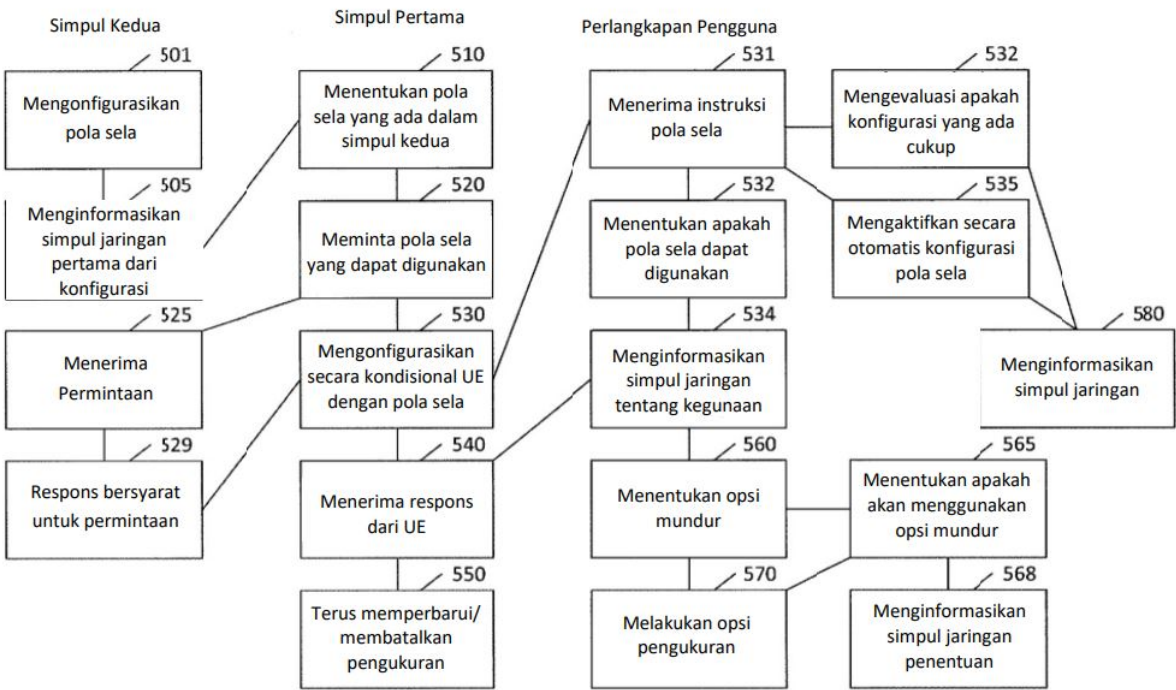 Simpul Kedua
501
Mengonfigurasikan
pola sela
505
Menginformasikan
simpul jaringan
pertama dari
konfigurasi
525
Menerima
Permintaan
529
Respons bersyarat
untuk permintaan
Simpul Pertama
510
Menentukan pola
sela yang ada dalam
simpul kedua
520
Meminta pola sela
yang dapat digunakan
530
Mengonfigurasikan
secara kondisional UE
dengan pola sela
540
Menerima respons
dari UE
550
Terus memperbarui/
membatalkan
pengukuran
Perlangkapan Pengguna
531
Menerima instruksi
pola sela
532
Menentukan apakah
pola sela dapat
digunakan
534
Menginformasikan
simpul jaringan
tentang kegunaan
560
Menentukan opsi
mundur
570
Melakukan opsi
pengukuran
532
Mengevaluasi apakah
konfigurasi yang ada
cukup
535
Mengaktifkan secara
otomatis konfigurasi
pola sela
580
Menginformasikan
simpul jaringan
565
Menentukan apakah
akan menggunakan
opsi mundur
568
Menginformasikan
simpul jaringan
penentuan